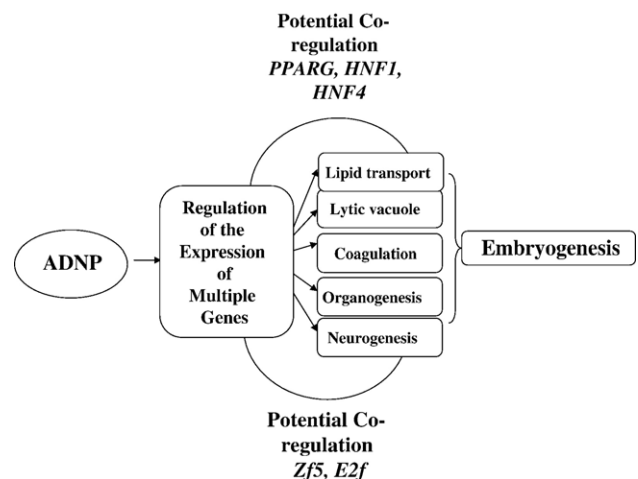 Potential Co-
regulation
PPARG, HNF1,
HNF4
ADNP
Regulation
of the
Expression
of
Multiple
Genes
Lipid transport
Lytic vacuole
Coagulation
Organogenesis
Neurogenesis
Embryogenesis
Potential Co-
regulation
Zf5, E2f